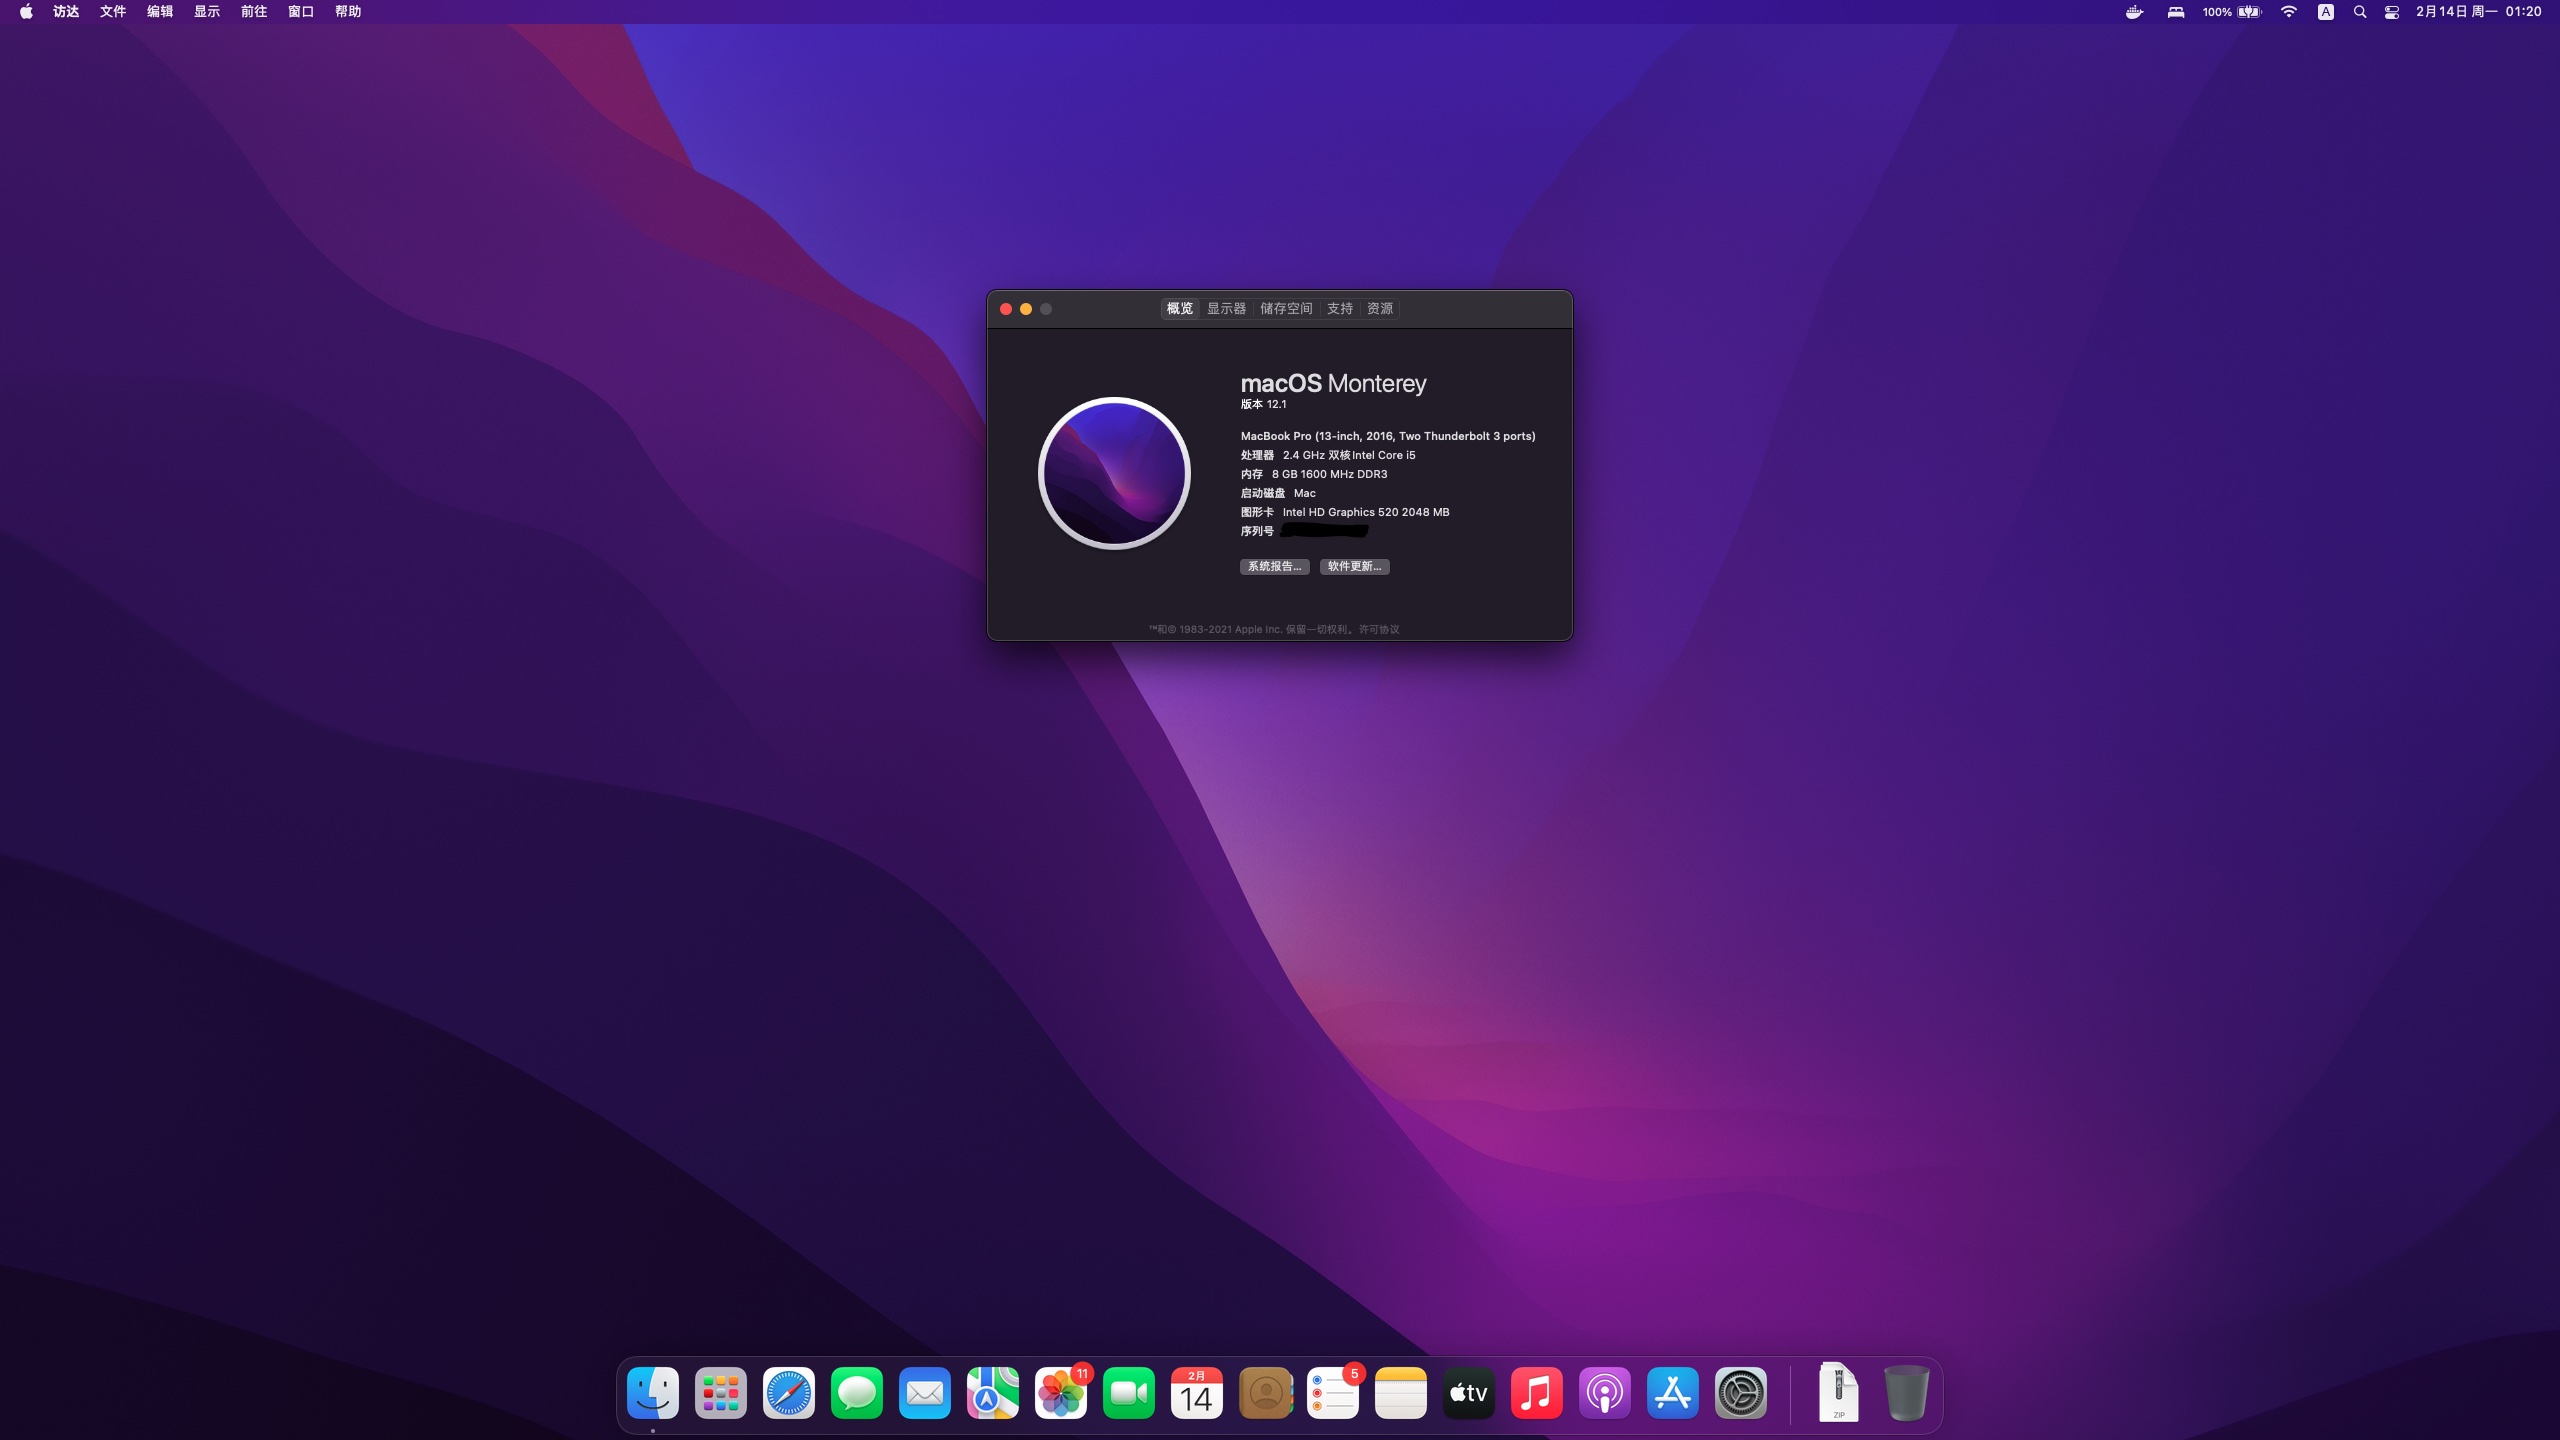 访达 文件 编辑 显示 前往 窗口 帮助
100% A 2月14日 周一 01:20
概览 显示器 储存空间 支持 资源
macOS Monterey
版本 12.1
MacBook Pro (13-inch, 2016, Two Thunderbolt 3 ports)
处理器 2.4 GHz 双核Intel Core i5
内存 8 GB 1600 MHz DDR3
启动磁盘 Mac
图形卡 Intel HD Graphics 520 2048 MB
序列号
系统报告... 软件更新...
™和© 1983-2021 Apple Inc. 保留一切权利。许可协议
11
2月
14
5
tv
ZIP